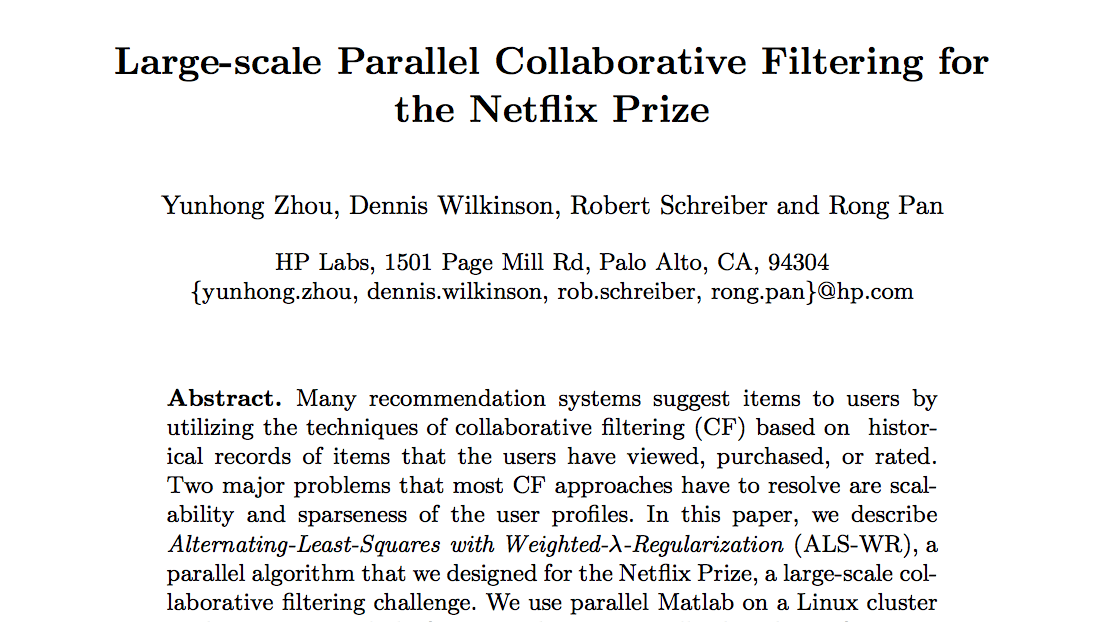 Large-scale Parallel Collaborative Filtering for
the Netflix Prize
Yunhong Zhou, Dennis Wilkinson, Robert Schreiber and Rong Pan
HP Labs, 1501 Page Mill Rd, Palo Alto, CA, 94304
{yunhong.zhou, dennis.wilkinson, rob.schreiber, rong.pan}@hp.com
Abstract. Many recommendation systems suggest items to users by
utilizing the techniques of collaborative filtering (CF) based on histor-
ical records of items that the users have viewed, purchased, or rated.
Two major problems that most CF approaches have to resolve are scal-
ability and sparseness of the user profiles. In this paper, we describe
Alternating-Least-Squares with Weighted-λ-Regularization (ALS-WR), a
parallel algorithm that we designed for the Netflix Prize, a large-scale col-
laborative filtering challenge. We use parallel Matlab on a Linux cluster